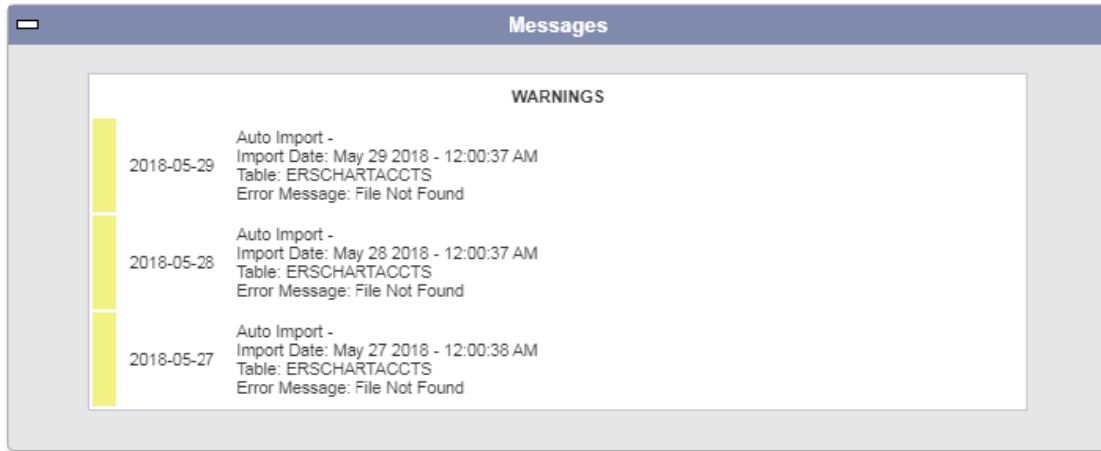 Messages
WARNINGS
2018-05-29
Auto Import -
Import Date: May 29 2018 - 12:00:37 AM
Table: ERSCHARTACCTS
Error Message: File Not Found
2018-05-28
Auto Import -
Import Date: May 28 2018 - 12:00:37 AM
Table: ERSCHARTACCTS
Error Message: File Not Found
2018-05-27
Auto Import -
Import Date: May 27 2018 - 12:00:38 AM
Table: ERSCHARTACCTS
Error Message: File Not Found